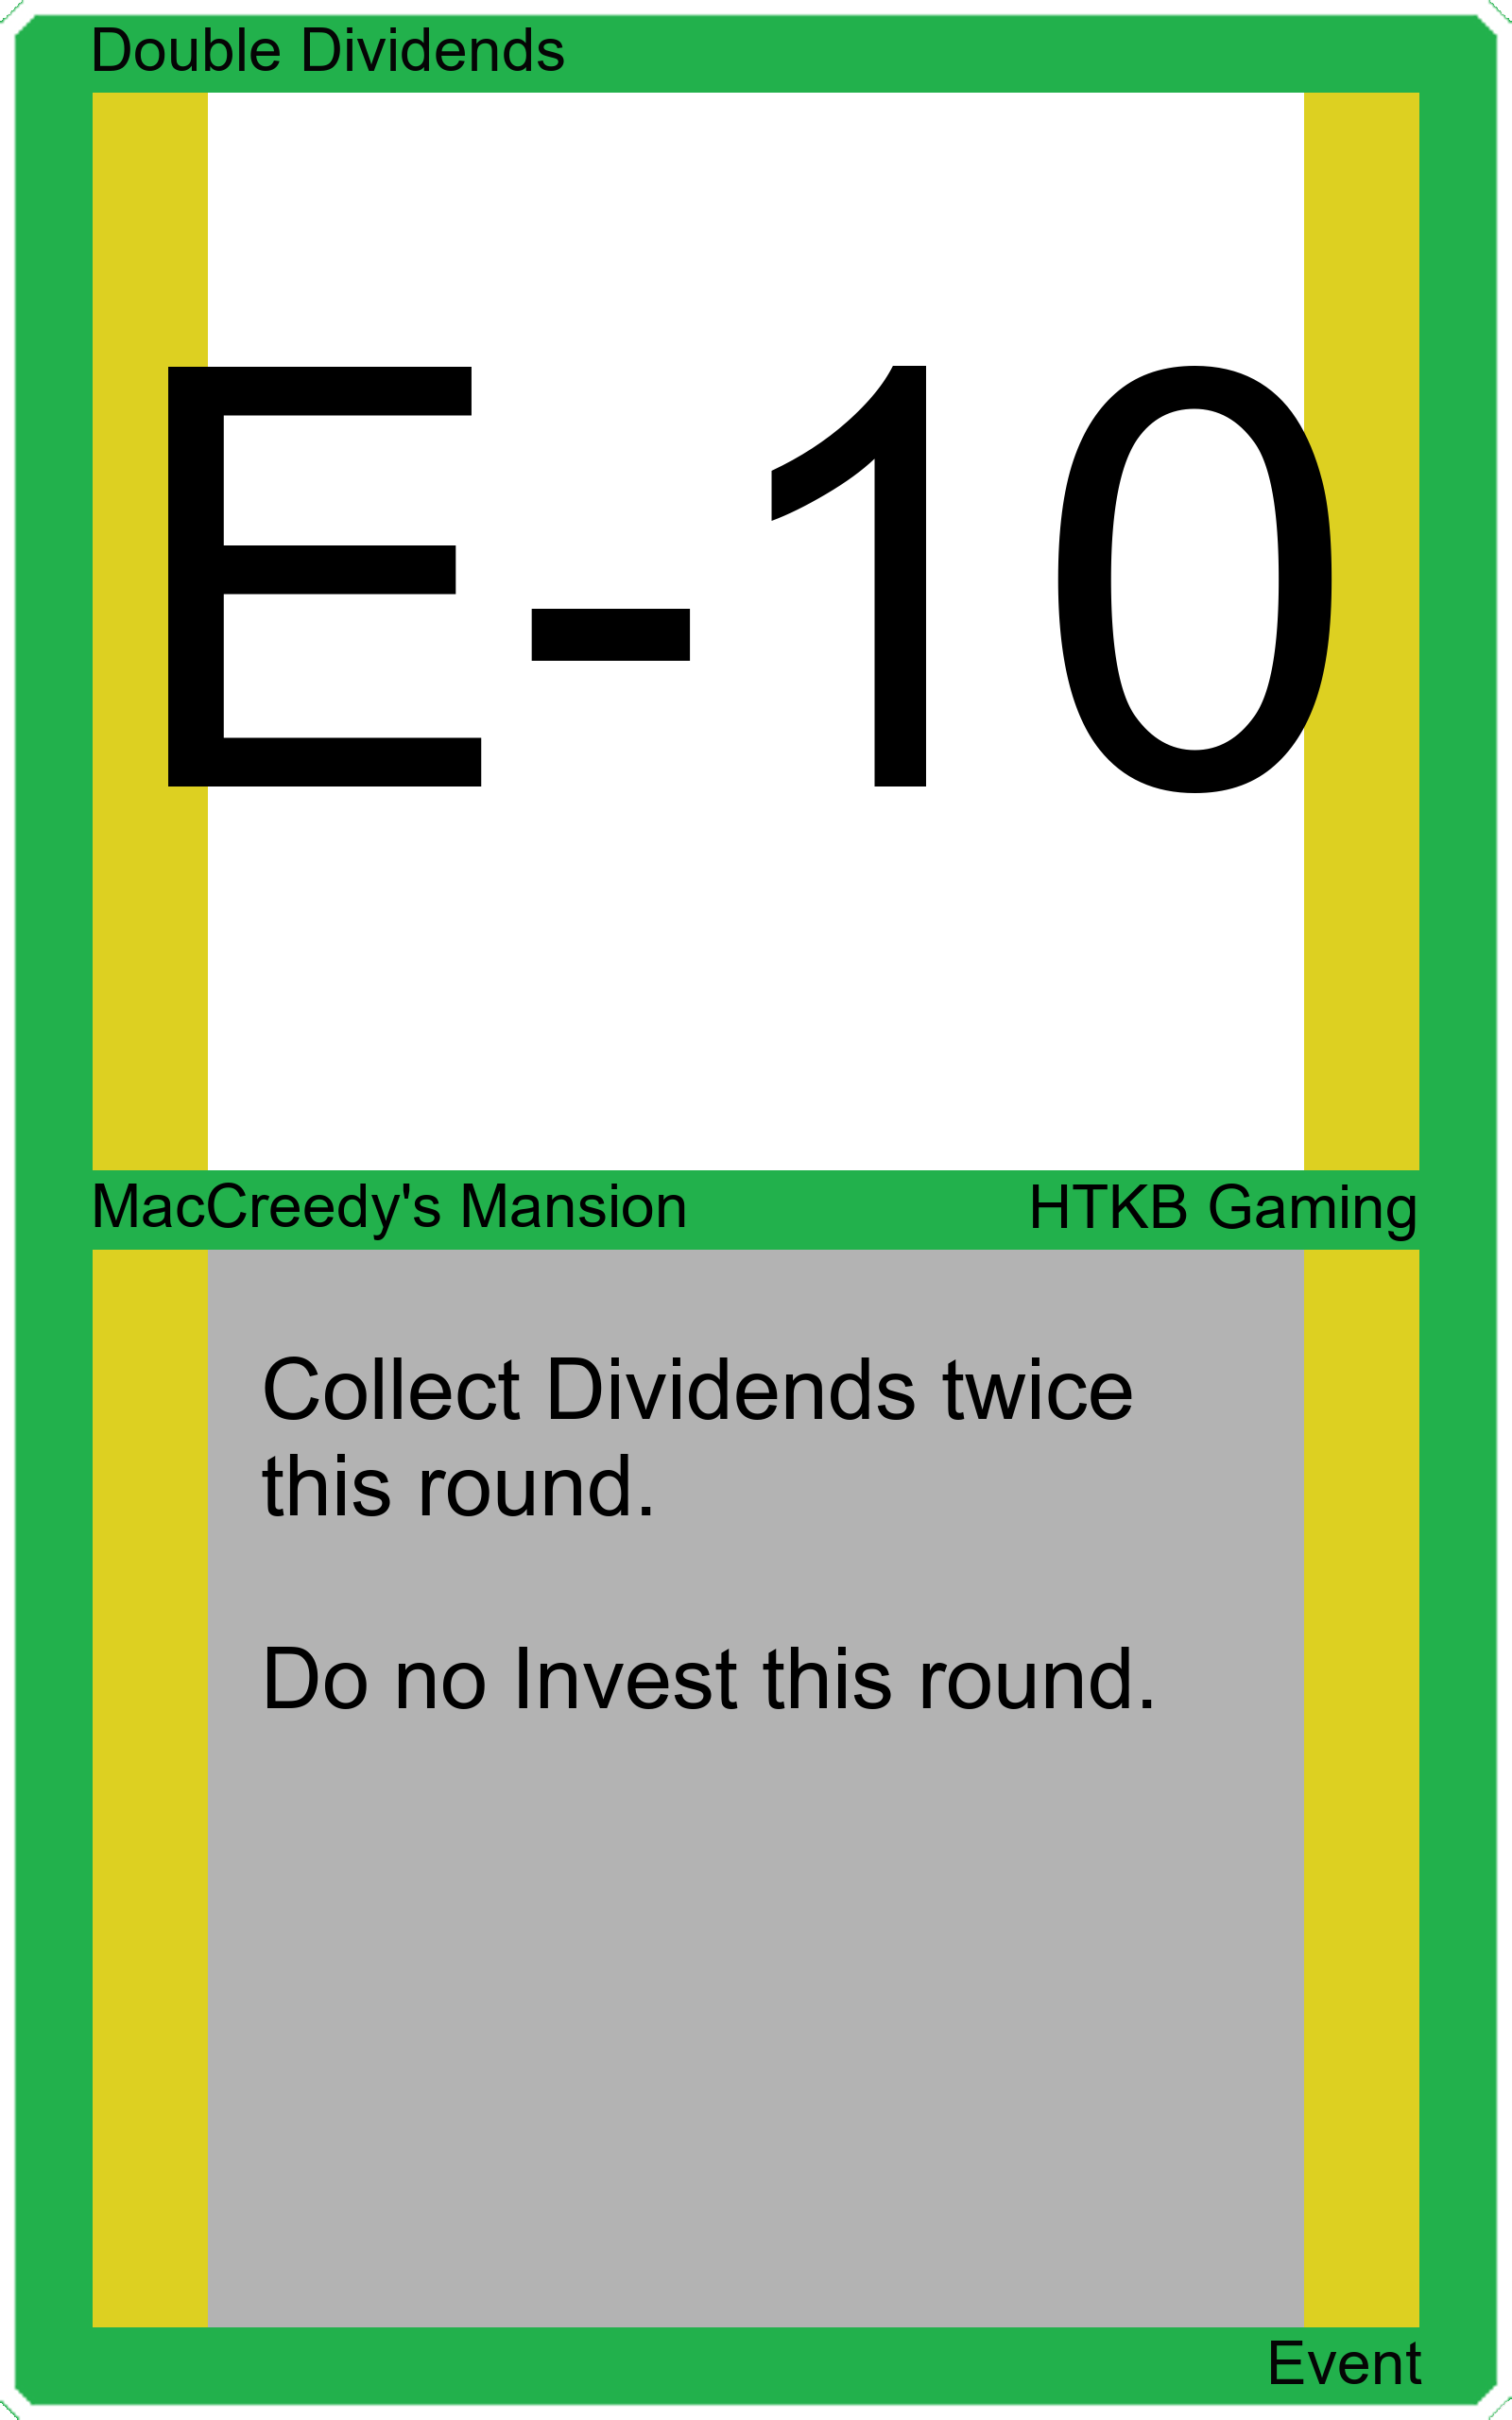 Double Dividends
E-10
MacCreedy's Mansion
HTKB Gaming
Collect Dividends twice
this round.
Do no Invest this round.
Event